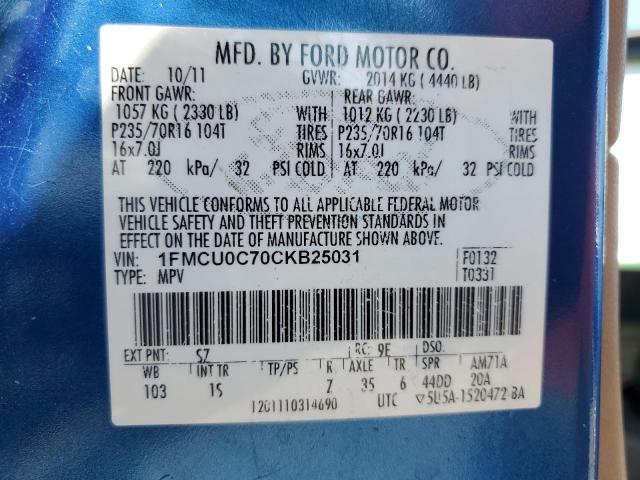 MFD. BY FORD MOTOR CO.
DATE: 10/11 GVWR: 2014 KG ( 4440 LB)
FRONT GAWR: REAR GAWR:
1057 KG ( 2330 LB) WITH 1012 KG ( 2230 LB) WITH
P235/70R16 104T TIRES P235/70R16 104T TIRES
16x7.0J RIMS 16x7.0J RIMS
AT 220 kPa/ 32 PSI COLD AT 220 kPa/ 32 PSI COLD
THIS VEHICLE CONFORMS TO ALL APPLICABLE FEDERAL MOTOR
VEHICLE SAFETY AND THEFT PREVENTION STANDARDS IN
EFFECT ON THE DATE OF MANUFACTURE SHOWN ABOVE.
VIN: 1FMCU0C70CKB25031 F0132
TYPE: MPV T0331
EXT PNT: SZ RC: 9F DSO:
WB INT TR TP/PS R AXLE TR SPR AM71A
103 1S Z 35 6 44DD 20A
1201110314690 UTC ▽5U5A-1520472-BA